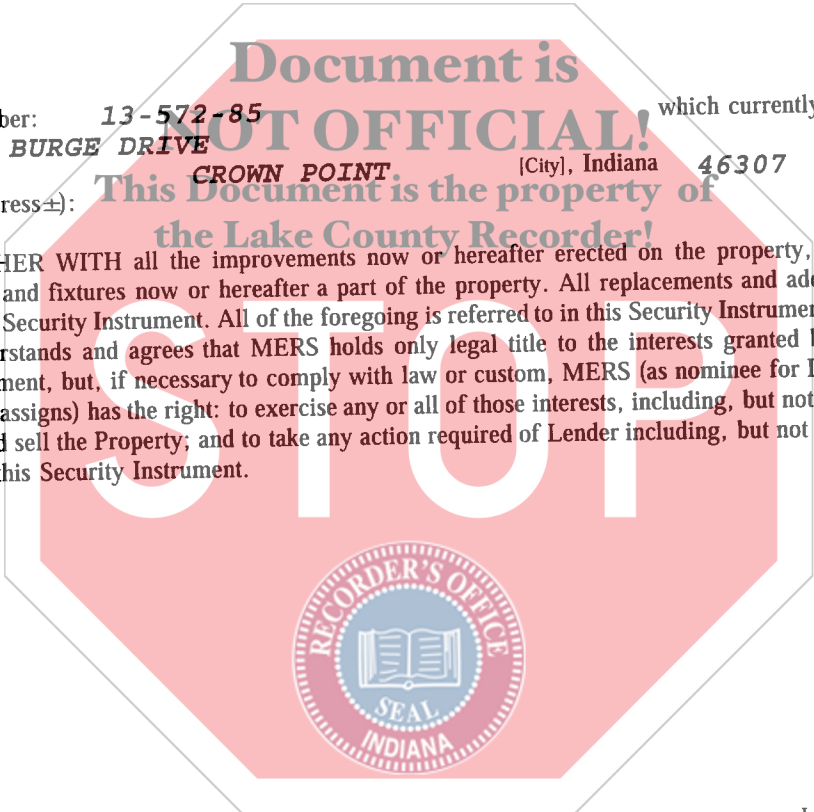 Document is
ber: 13-572-85 which currently
NOT OFFICIAL!
BURGE DRIVE
CROWN POINT [City], Indiana 46307
This Document is the property of
ress±):
the Lake County Recorder!
HER WITH all the improvements now or hereafter erected on the property,
and fixtures now or hereafter a part of the property. All replacements and ad
Security Instrument. All of the foregoing is referred to in this Security Instrumen
rstands and agrees that MERS holds only legal title to the interests granted
ment, but, if necessary to comply with law or custom, MERS (as nominee for
assigns) has the right: to exercise any or all of those interests, including, but not
sell the Property; and to take any action required of Lender including, but not
this Security Instrument.
STOP
RECORDER'S OFFICE
SEAL
INDIANA